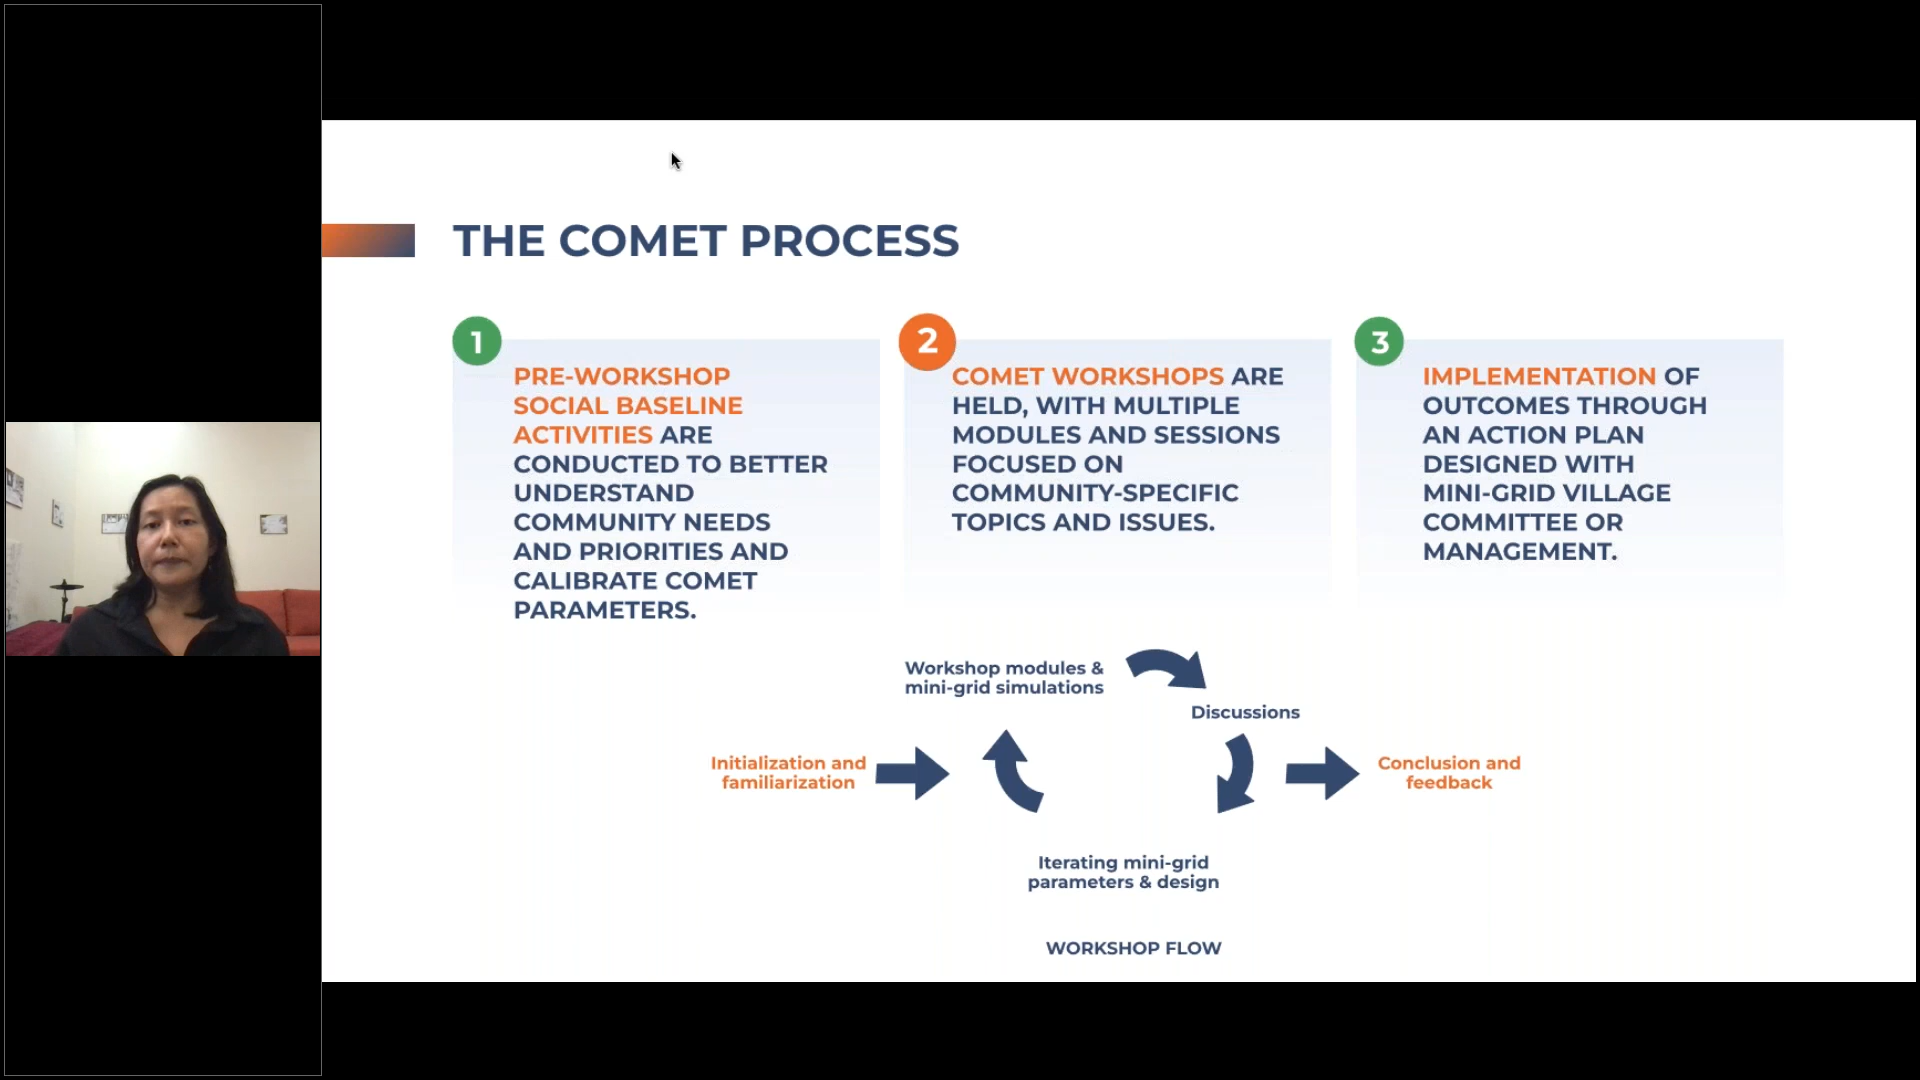 THE COMET PROCESS
1
PRE-WORKSHOP
SOCIAL BASELINE
ACTIVITIES ARE
CONDUCTED TO BETTER
UNDERSTAND
COMMUNITY NEEDS
AND PRIORITIES AND
CALIBRATE COMET
PARAMETERS.
2
COMET WORKSHOPS ARE
HELD, WITH MULTIPLE
MODULES AND SESSIONS
FOCUSED ON
COMMUNITY-SPECIFIC
TOPICS AND ISSUES.
3
IMPLEMENTATION OF
OUTCOMES THROUGH
AN ACTION PLAN
DESIGNED WITH
MINI-GRID VILLAGE
COMMITTEE OR
MANAGEMENT.
Workshop modules &
mini-grid simulations
Discussions
Initialization and
familiarization
Conclusion and
feedback
Iterating mini-grid
parameters & design
WORKSHOP FLOW